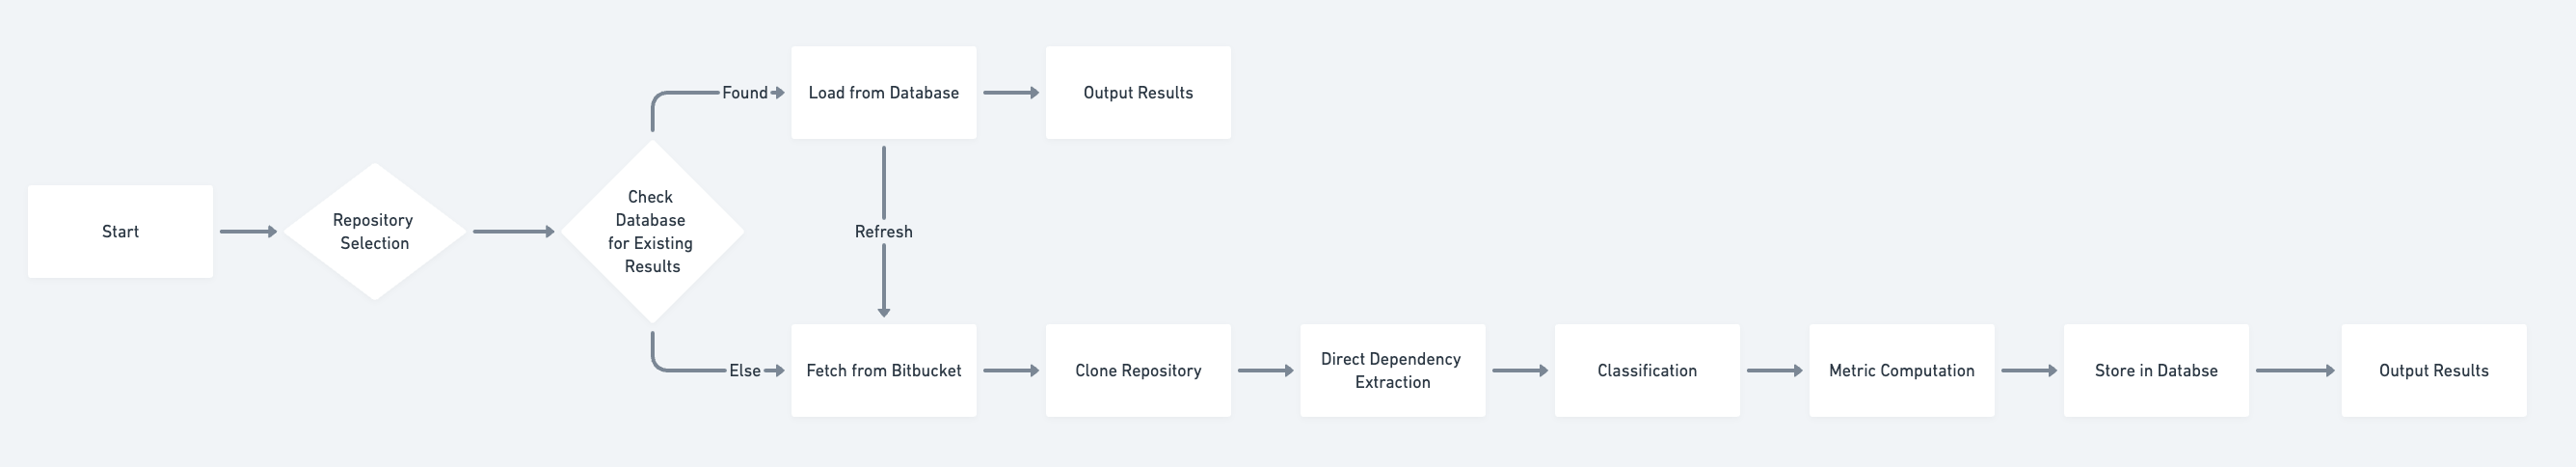 Start
Repository
Selection
Check
Database
for Existing
Results
Found
Load from Database
Output Results
Refresh
Else
Fetch from Bitbucket
Clone Repository
Direct Dependency
Extraction
Classification
Metric Computation
Store in Databse
Output Results